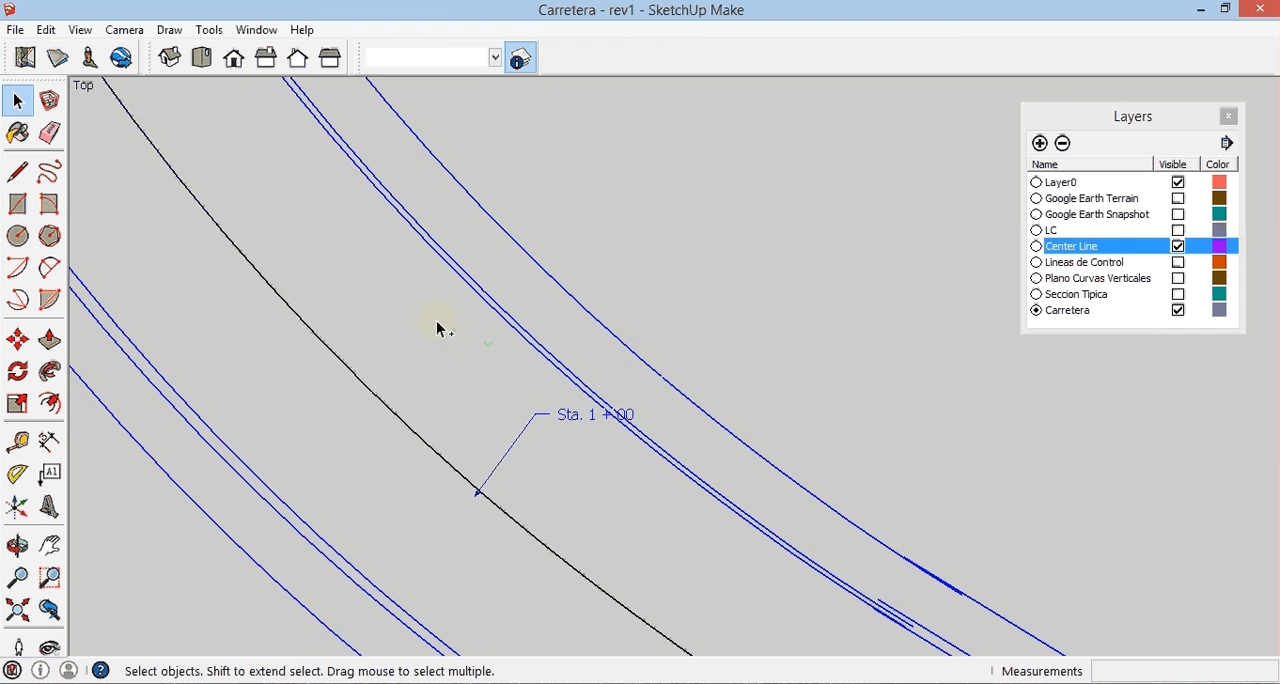 Carretera - rev1 - SketchUp Make
File Edit View Camera Draw Tools Window Help
Top
Layers
Name Visible Color
Layer0
Google Earth Terrain
Google Earth Snapshot
LC
Center Line
Lineas de Control
Plano Curvas Verticales
Seccion Tipica
Carretera
Sta. 1 + 00
A1
Select objects. Shift to extend select. Drag mouse to select multiple.
Measurements